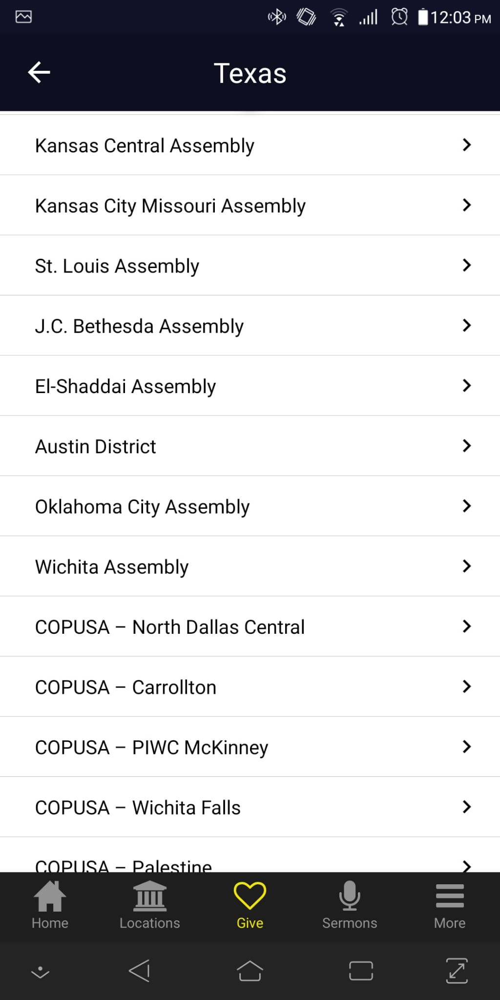 12:03 PM
Texas
Kansas Central Assembly
Kansas City Missouri Assembly
St. Louis Assembly
J.C. Bethesda Assembly
El-Shaddai Assembly
Austin District
Oklahoma City Assembly
Wichita Assembly
COPUSA – North Dallas Central
COPUSA – Carrollton
COPUSA – PIWC McKinney
COPUSA – Wichita Falls
COPUSA – Palestine
Home Locations Give Sermons More